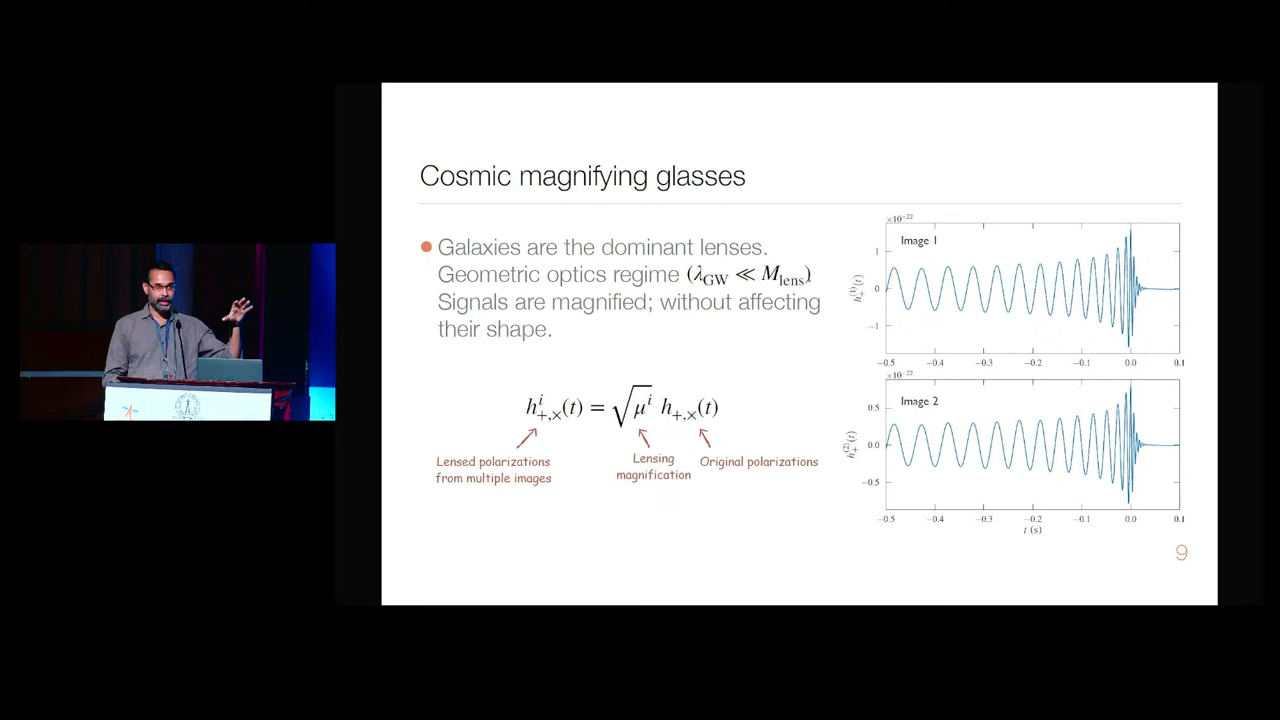 Cosmic magnifying glasses
Galaxies are the dominant lenses.
Geometric optics regime (λ_GW ≪ M_lens).
Signals are magnified; without affecting
their shape.
h^i_{+,×}(t) = √μ^i h_{+,×}(t)
Lensed polarizations
from multiple images
Lensing
magnification
Original polarizations
×10^−22
Image 1
h_+^(1)(t)
1
0
−1
−0.5 −0.4 −0.3 −0.2 −0.1 0.0 0.1
×10^−22
Image 2
h_+^(2)(t)
0.5
0.0
−0.5
−0.5 −0.4 −0.3 −0.2 −0.1 0.0 0.1
t (s)
9